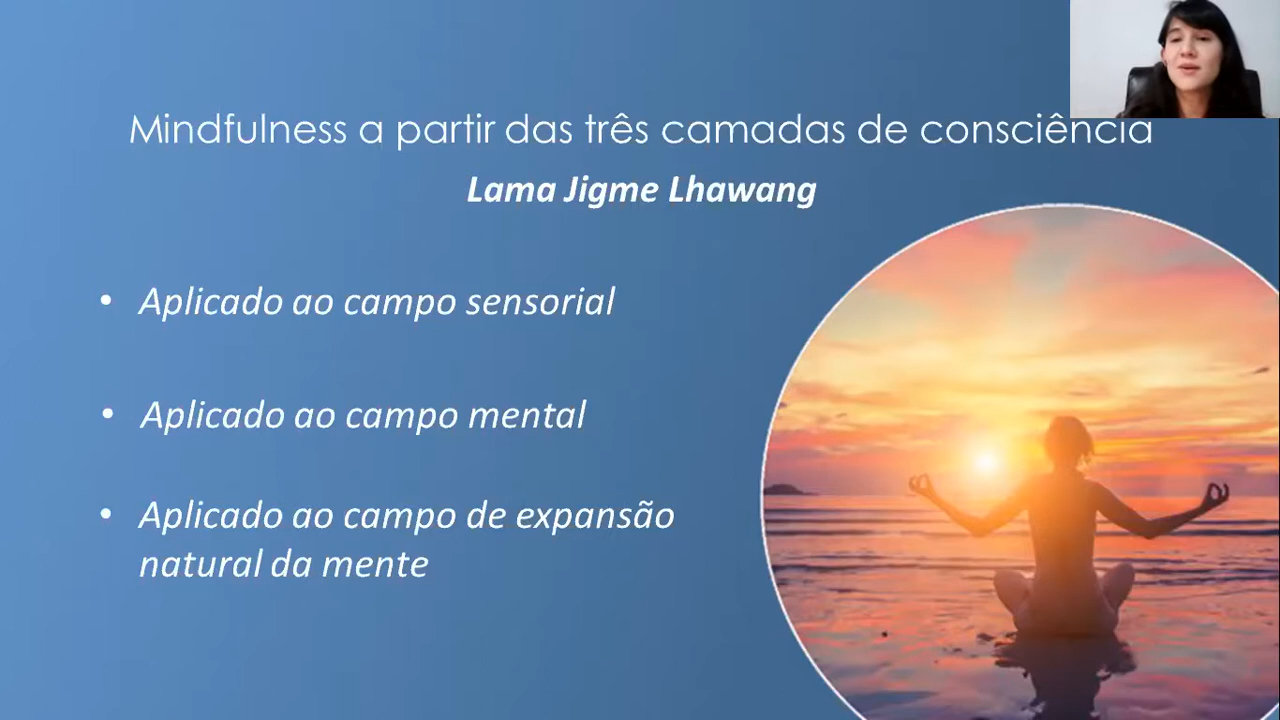 Mindfulness a partir das três camadas de consciência
Lama Jigme Lhawang
• Aplicado ao campo sensorial
• Aplicado ao campo mental
• Aplicado ao campo de expansão
natural da mente